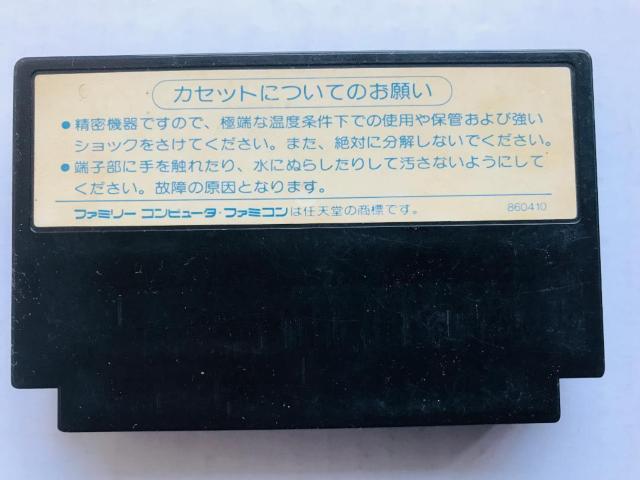 カセットについてのお願い
●精密機器ですので、極端な温度条件下での使用や保管および強い
ショックをさけてください。また、絶対に分解しないでください。
●端子部に手を触れたり、水にぬらしたりして汚さないようにして
ください。故障の原因となります。
ファミリー コンピュータ・ファミコンは任天堂の商標です。 860410